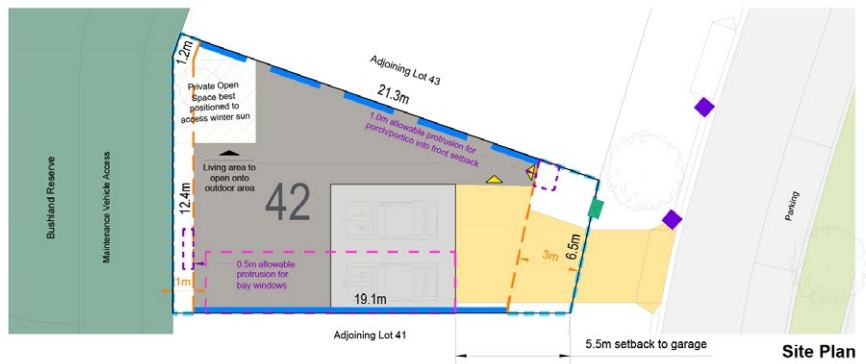 1.2m
Adjoining Lot 43
21.3m
Private Open
Space best
positioned to
access winter sun
1.0m allowable protrusion for
porch/portico into front setback
Living area to
open onto
outdoor area
Bushland Reserve
Maintenance Vehicle Access
12.4m
42
Parking
0.5m allowable
protrusion for
bay windows
3m
6.5m
1m
19.1m
Adjoining Lot 41
5.5m setback to garage
Site Plan